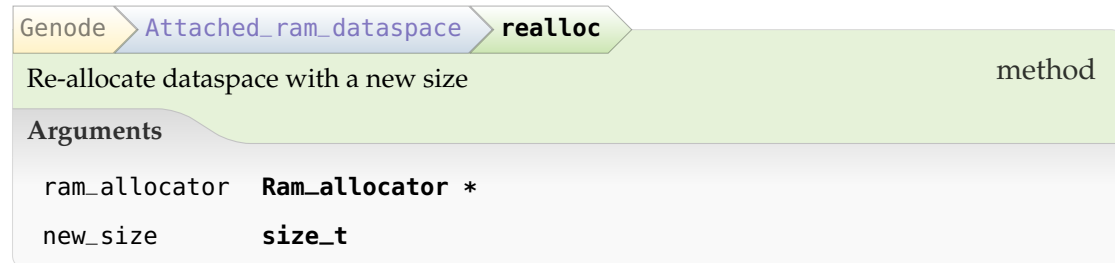 Genode Attached_ram_dataspace realloc
Re-allocate dataspace with a new size method
Arguments
ram_allocator Ram_allocator *
new_size size_t